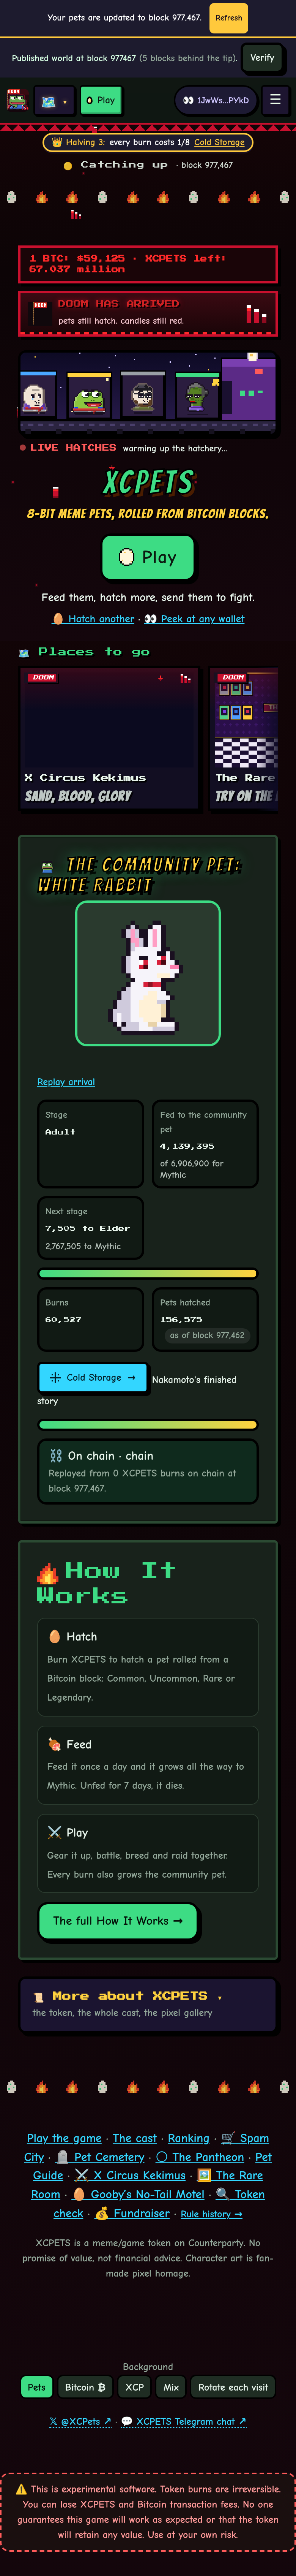 Your pets are updated to block 977,467. Refresh
Published world at block 977467 (5 blocks behind the tip). Verify
DOOM
Play
1JwWs...PYkD
Halving 3: every burn costs 1/8 Cold Storage
Catching up · block 977,467
1 BTC: $59,125 · XCPETS left:
67.037 million
DOOM
DOOM HAS ARRIVED
pets still hatch. candles still red.
LIVE HATCHES warming up the hatchery...
XCPETS
8-BIT MEME PETS, ROLLED FROM BITCOIN BLOCKS.
Play
Feed them, hatch more, send them to fight.
Hatch another · Peek at any wallet
Places to go
DOOM
X Circus Kekimus
SAND, BLOOD, GLORY
DOOM
The Rare
TRY ON THE
THE COMMUNITY PET:
WHITE RABBIT
Replay arrival
Stage
Adult
Fed to the community
pet
4,139,395
of 6,906,900 for
Mythic
Next stage
7,505 to Elder
2,767,505 to Mythic
Burns
60,527
Pets hatched
156,575
as of block 977,462
Cold Storage → Nakamoto's finished
story
On chain · chain
Replayed from 0 XCPETS burns on chain at
block 977,467.
How It
Works
Hatch
Burn XCPETS to hatch a pet rolled from a
Bitcoin block: Common, Uncommon, Rare or
Legendary.
Feed
Feed it once a day and it grows all the way to
Mythic. Unfed for 7 days, it dies.
Play
Gear it up, battle, breed and raid together.
Every burn also grows the community pet.
The full How It Works →
More about XCPETS ▾
the token, the whole cast, the pixel gallery
Play the game · The cast · Ranking · Spam
City · Pet Cemetery · The Pantheon · Pet
Guide · X Circus Kekimus · The Rare
Room · Gooby's No-Tail Motel · Token
check · Fundraiser · Rule history →
XCPETS is a meme/game token on Counterparty. No
promise of value, not financial advice. Character art is fan-
made pixel homage.
Background
Pets Bitcoin ₿ XCP Mix Rotate each visit
𝕏 @XCPets ↗ · XCPETS Telegram chat ↗
⚠️ This is experimental software. Token burns are irreversible.
You can lose XCPETS and Bitcoin transaction fees. No one
guarantees this game will work as expected or that the token
will retain any value. Use at your own risk.